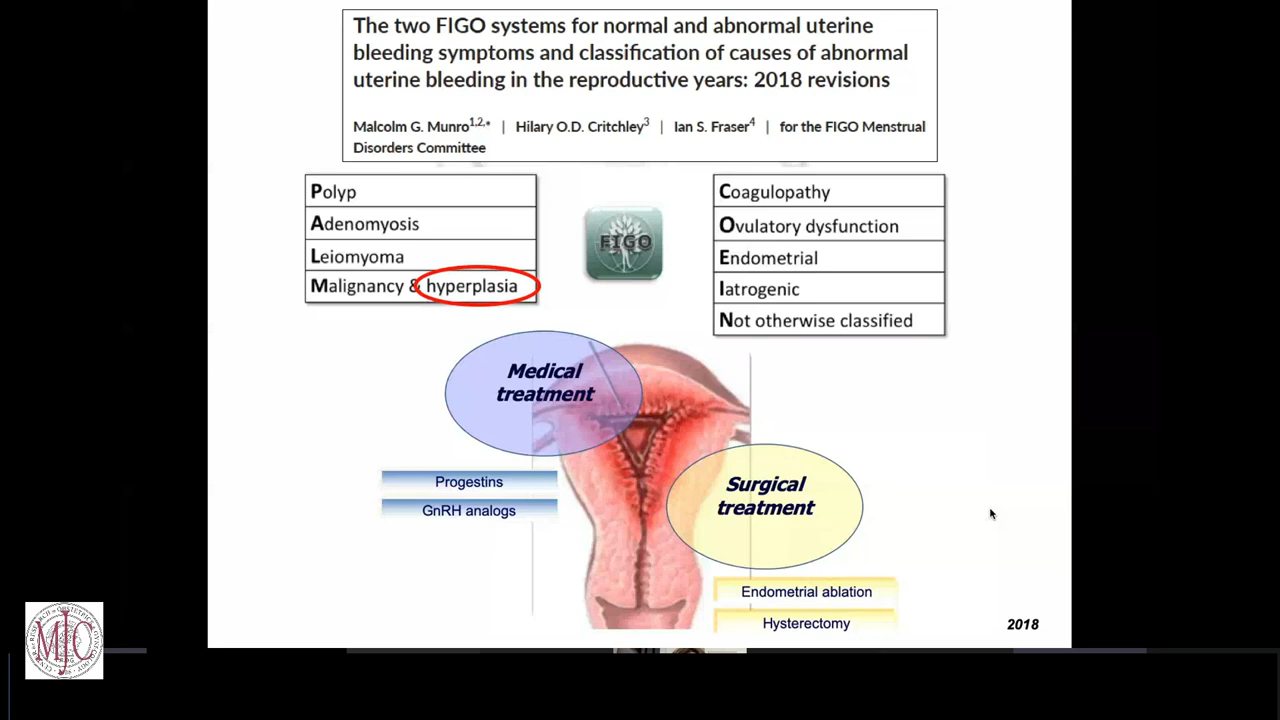 The two FIGO systems for normal and abnormal uterine
bleeding symptoms and classification of causes of abnormal
uterine bleeding in the reproductive years: 2018 revisions
Malcolm G. Munro1,2,* | Hilary O.D. Critchley3 | Ian S. Fraser4 | for the FIGO Menstrual
Disorders Committee
Polyp
Adenomyosis
Leiomyoma
Malignancy & hyperplasia
FIGO
Coagulopathy
Ovulatory dysfunction
Endometrial
Iatrogenic
Not otherwise classified
Medical
treatment
Progestins
GnRH analogs
Surgical
treatment
Endometrial ablation
Hysterectomy
2018
MJC